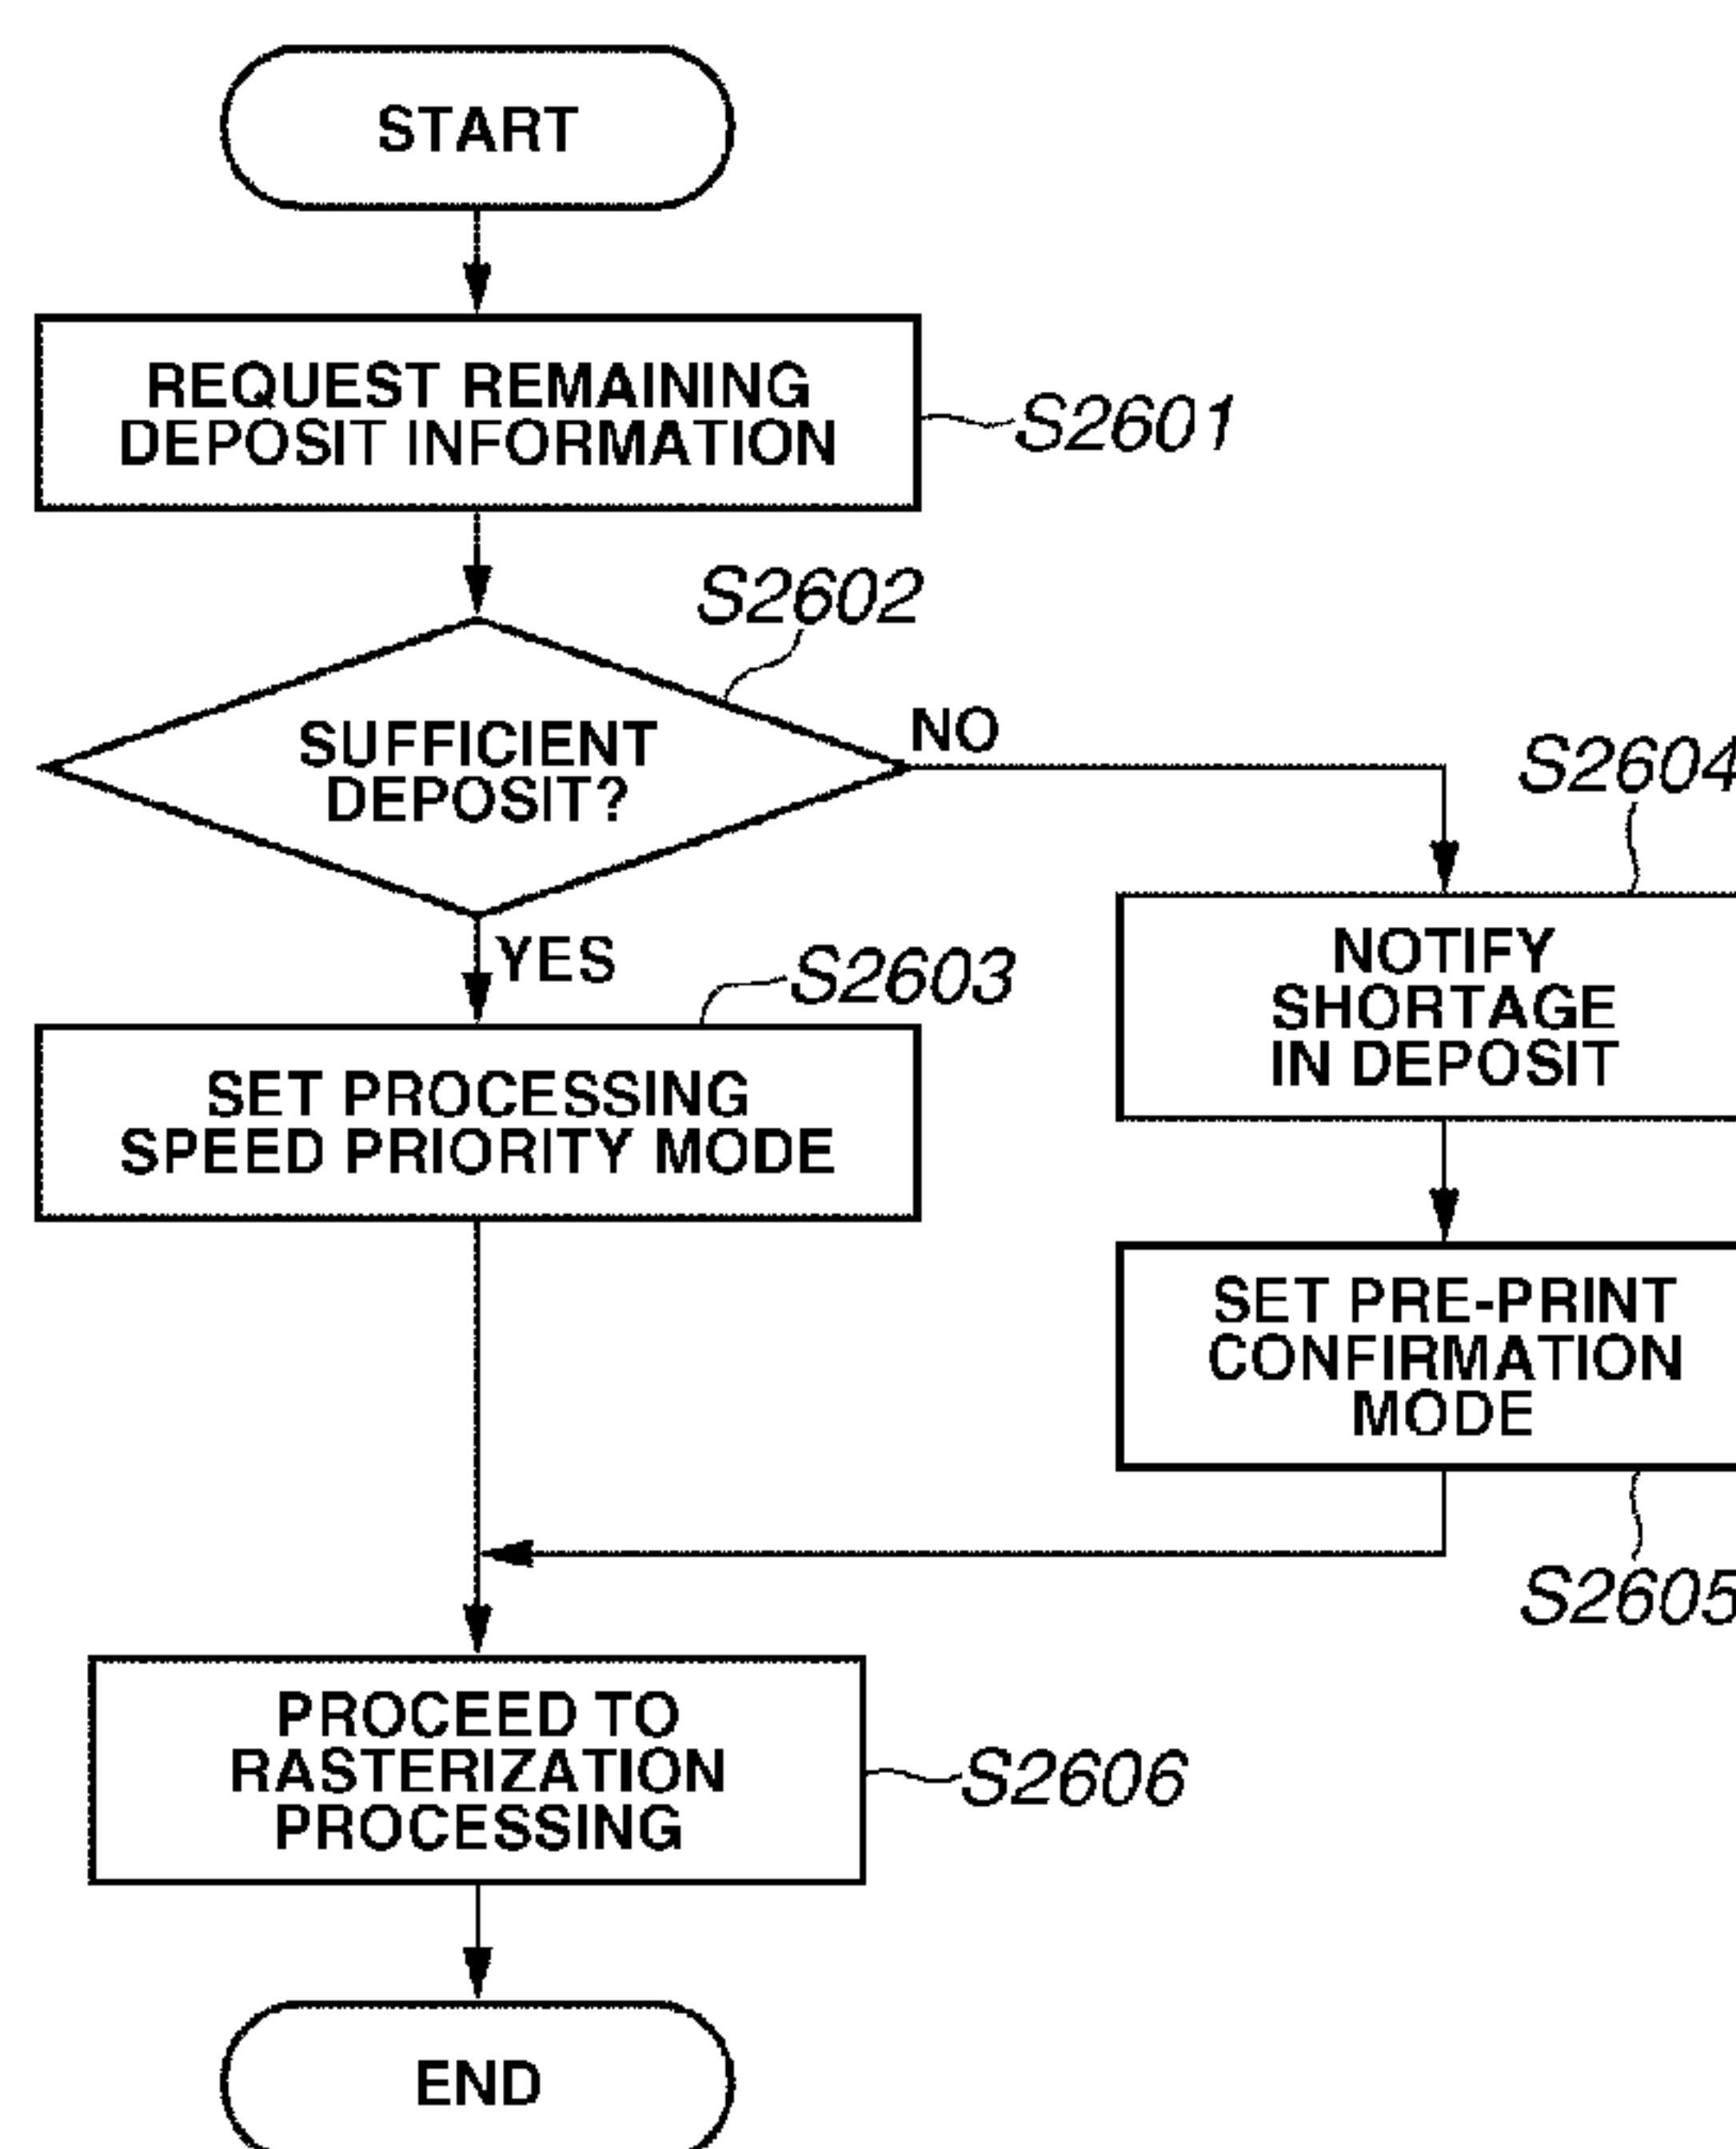 START
REQUEST REMAINING
DEPOSIT INFORMATION
S2601
S2602
SUFFICIENT
DEPOSIT?
NO
YES
S2603
SET PROCESSING
SPEED PRIORITY MODE
S2604
NOTIFY
SHORTAGE
IN DEPOSIT
SET PRE-PRINT
CONFIRMATION
MODE
S2605
PROCEED TO
RASTERIZATION
PROCESSING
S2606
END